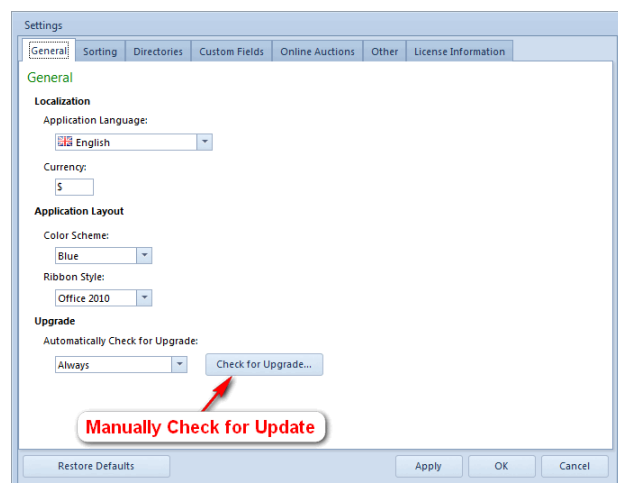 Settings
General Sorting Directories Custom Fields Online Auctions Other License Information
General
Localization
Application Language:
English
Currency:
$
Application Layout
Color Scheme:
Blue
Ribbon Style:
Office 2010
Upgrade
Automatically Check for Upgrade:
Always Check for Upgrade...
Manually Check for Update
Restore Defaults Apply OK Cancel